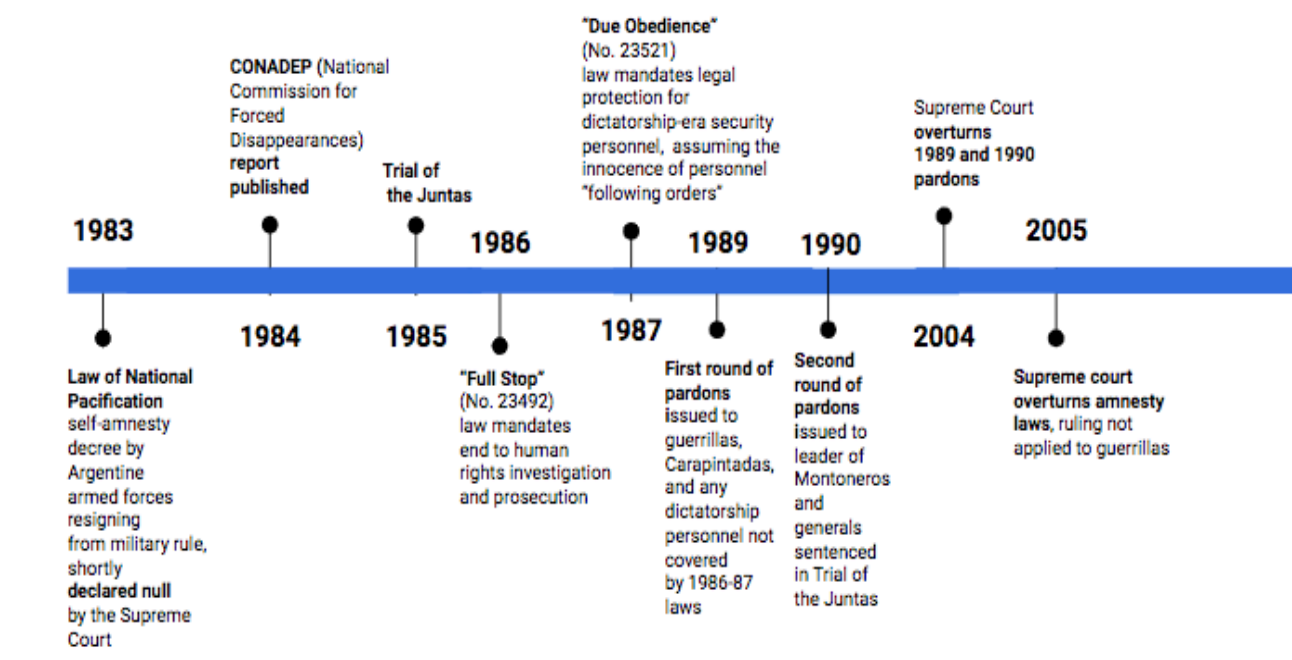 1983
Law of National
Pacification
self-amnesty
decree by
Argentine
armed forces
resigning
from military rule,
shortly
declared null
by the Supreme
Court
CONADEP (National
Commission for
Forced
Disappearances)
report
published
1984
Trial of
the Juntas
1985
1986
"Full Stop"
(No. 23492)
law mandates
end to human
rights investigation
and prosecution
"Due Obedience"
(No. 23521)
law mandates legal
protection for
dictatorship-era security
personnel, assuming the
innocence of personnel
"following orders"
1987
1989
First round of
pardons
issued to
guerrillas,
Carapintadas,
and any
dictatorship
personnel not
covered
by 1986-87
laws
1990
Second
round of
pardons
issued to
leader of
Montoneros
and
generals
sentenced
in Trial of
the Juntas
Supreme Court
overturns
1989 and 1990
pardons
2004
2005
Supreme court
overturns amnesty
laws, ruling not
applied to guerrillas